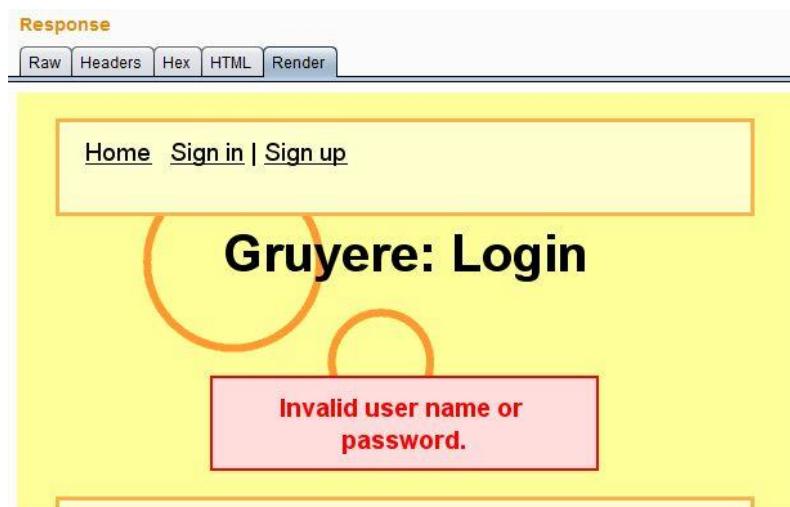 Response
Raw Headers Hex HTML Render
Home Sign in | Sign up
Gruyere: Login
Invalid user name or
password.